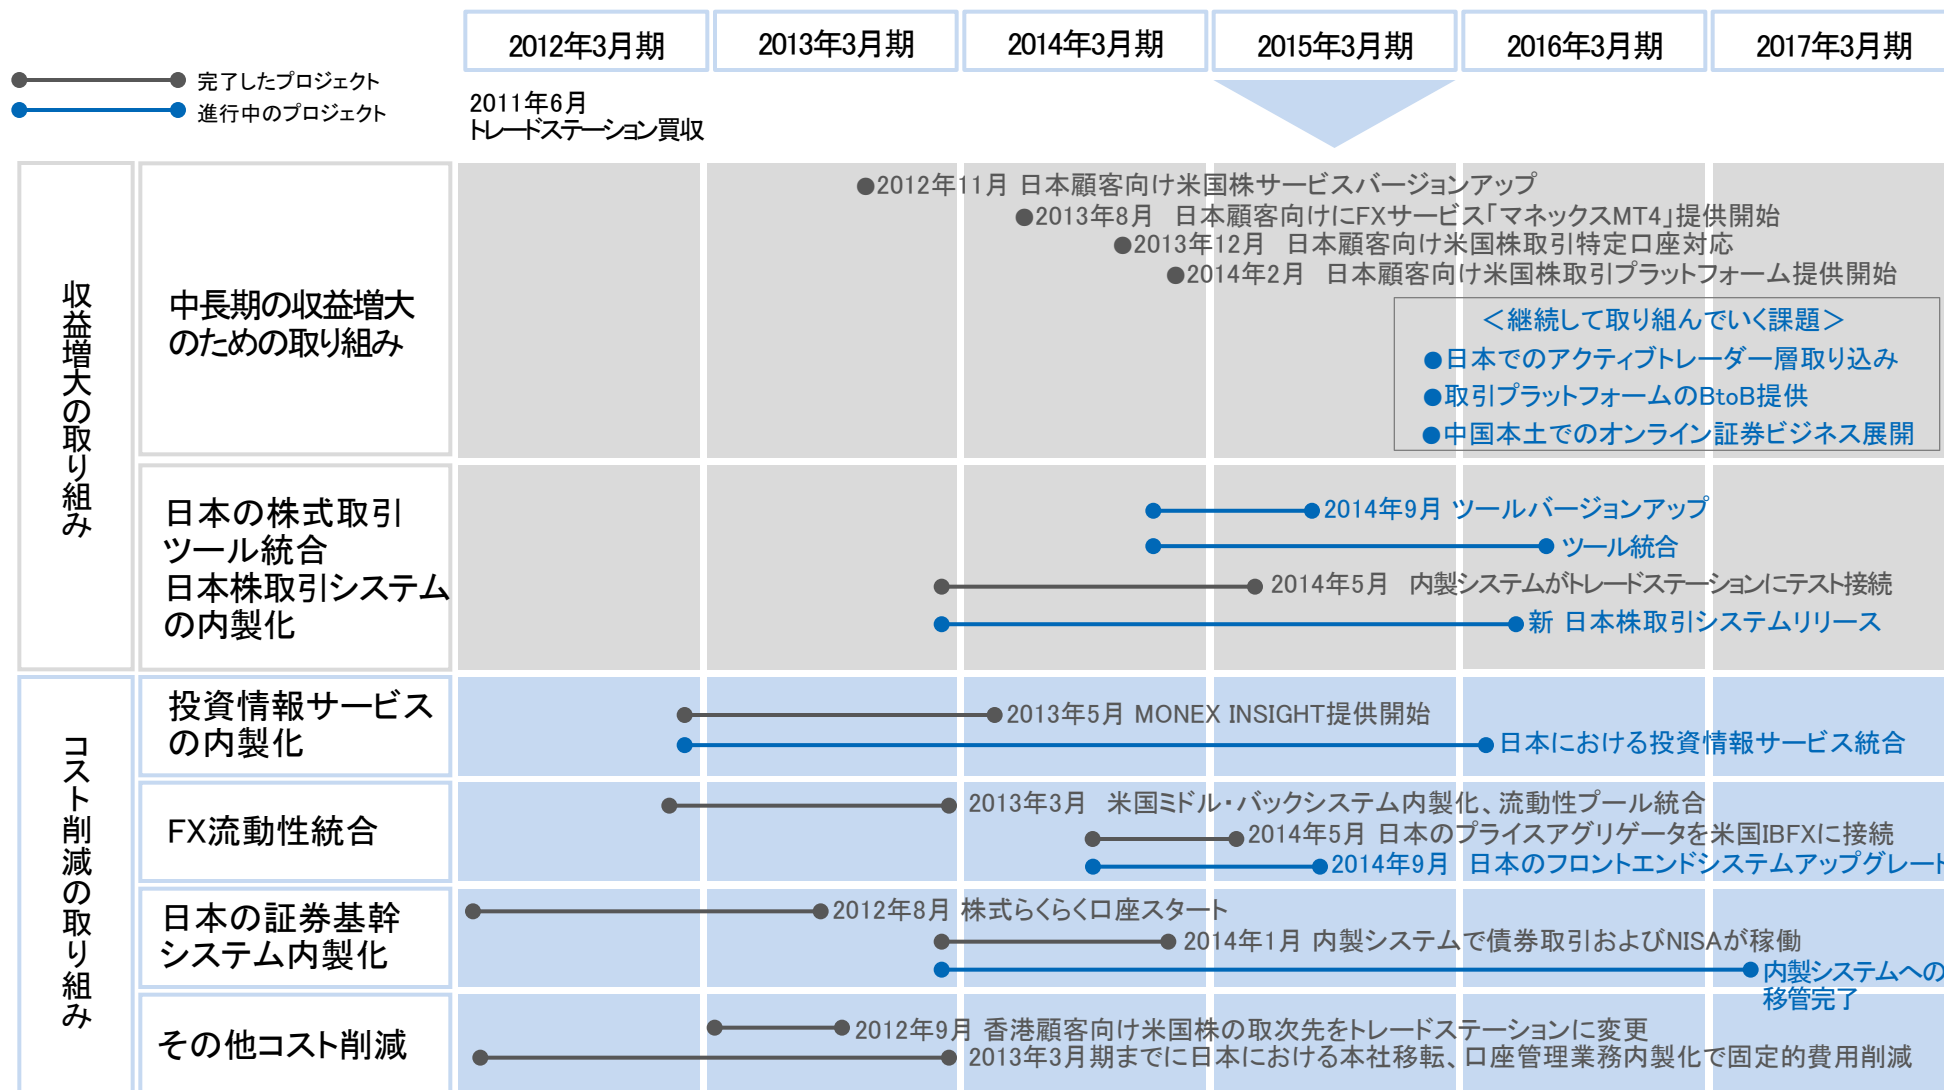 2012年3月期
2013年3月期
2014年3月期
2015年3月期
2016年3月期
2017年3月期
完了したプロジェクト
進行中のプロジェクト
2011年6月
トレードステーション買収
収益増大の取り組み
中長期の収益増大
のための取り組み
●2012年11月 日本顧客向け米国株サービスバージョンアップ
●2013年8月 日本顧客向けにFXサービス「マネックスMT4」提供開始
●2013年12月 日本顧客向け米国株取引特定口座対応
●2014年2月 日本顧客向け米国株取引プラットフォーム提供開始
＜継続して取り組んでいく課題＞
●日本でのアクティブトレーダー層取り込み
●取引プラットフォームのBtoB提供
●中国本土でのオンライン証券ビジネス展開
日本の株式取引
ツール統合
日本株取引システム
の内製化
2014年9月 ツールバージョンアップ
ツール統合
2014年5月 内製システムがトレードステーションにテスト接続
新 日本株取引システムリリース
コスト削減の取り組み
投資情報サービス
の内製化
2013年5月 MONEX INSIGHT提供開始
日本における投資情報サービス統合
FX流動性統合
2013年3月 米国ミドル・バックシステム内製化、流動性プール統合
2014年5月 日本のプライスアグリゲータを米国IBFXに接続
2014年9月 日本のフロントエンドシステムアップグレード
日本の証券基幹
システム内製化
2012年8月 株式らくらく口座スタート
2014年1月 内製システムで債券取引およびNISAが稼働
内製システムへの
移管完了
その他コスト削減
2012年9月 香港顧客向け米国株の取次先をトレードステーションに変更
2013年3月期までに日本における本社移転、口座管理業務内製化で固定的費用削減